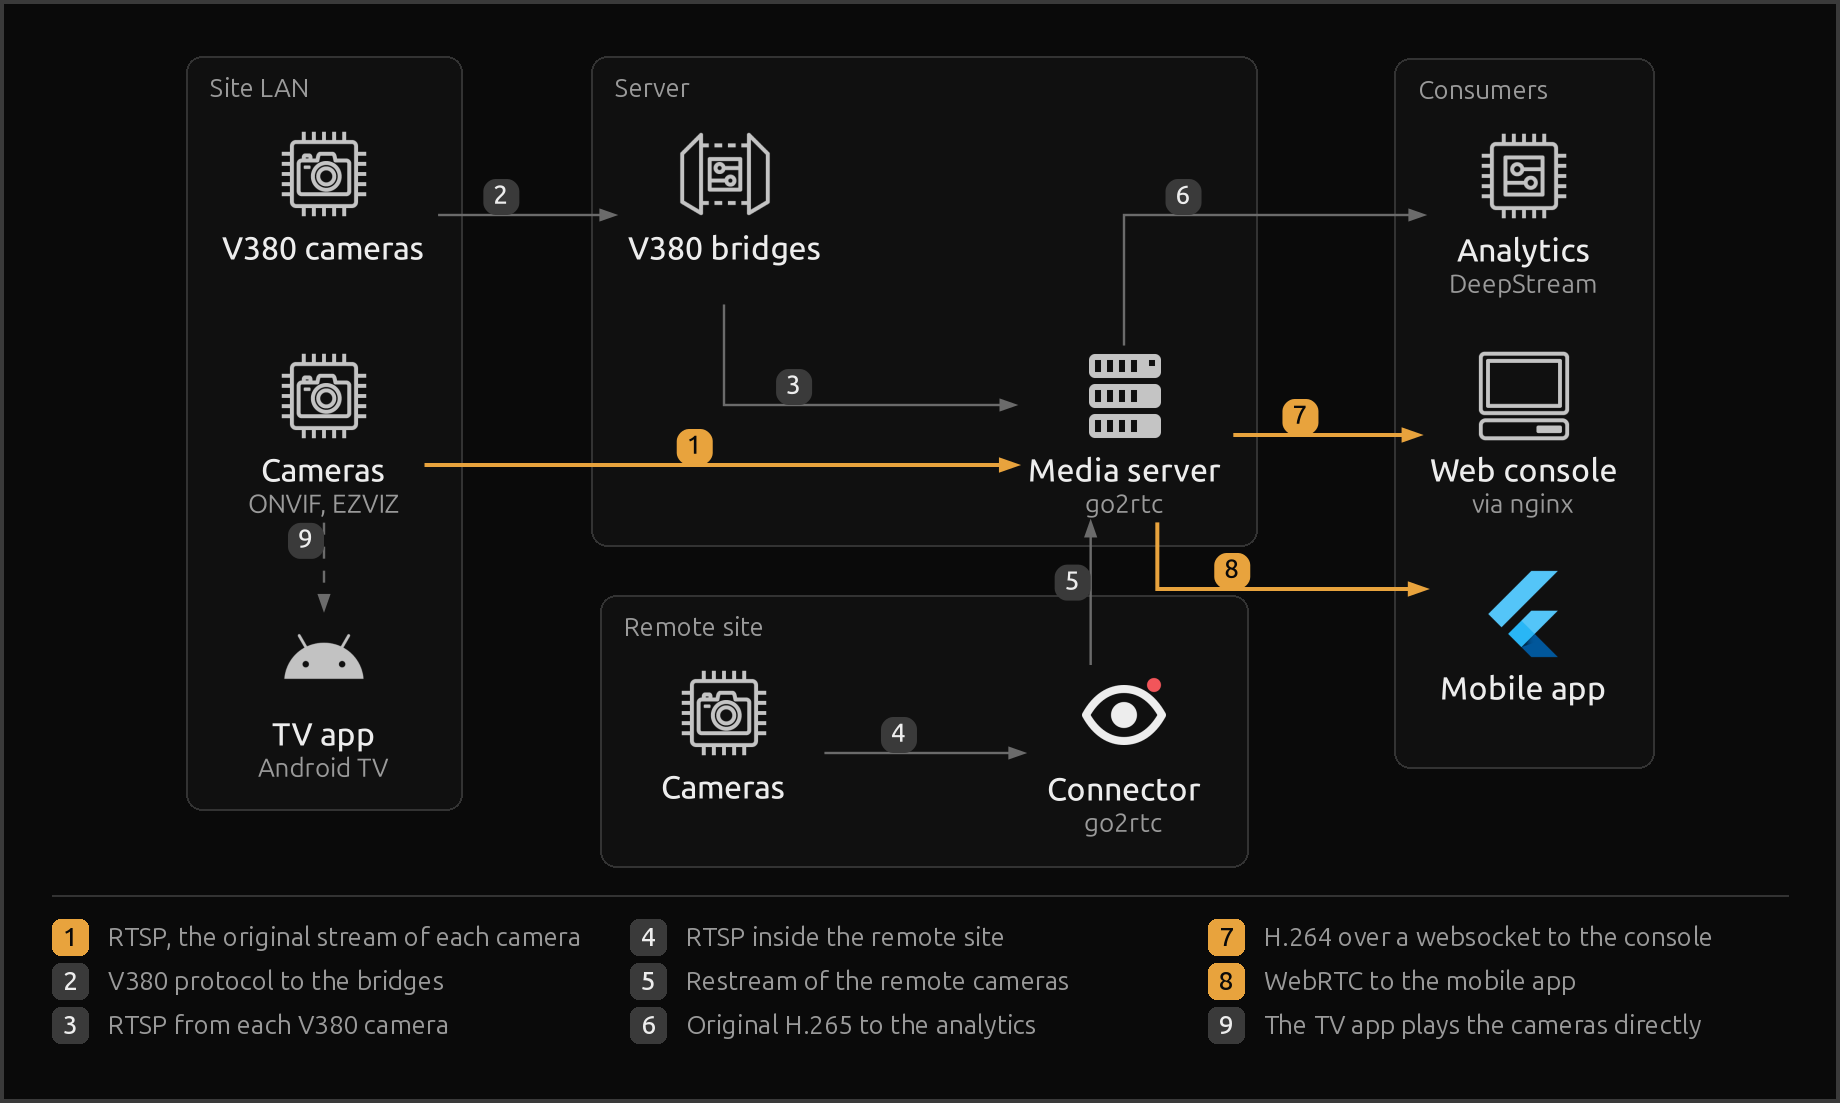 Site LAN
Server
Consumers
2
6
V380 cameras
V380 bridges
Analytics
DeepStream
3
7
1
Cameras
ONVIF, EZVIZ
Media server
go2rtc
Web console
via nginx
9
5
8
Remote site
Mobile app
TV app
Android TV
4
Cameras
Connector
go2rtc
1 RTSP, the original stream of each camera
2 V380 protocol to the bridges
3 RTSP from each V380 camera
4 RTSP inside the remote site
5 Restream of the remote cameras
6 Original H.265 to the analytics
7 H.264 over a websocket to the console
8 WebRTC to the mobile app
9 The TV app plays the cameras directly